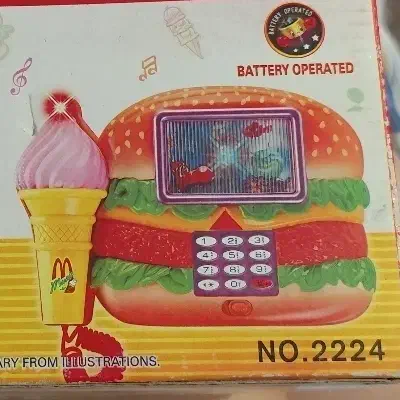 BATTERY OPERATED
BATTERY OPERATED
1 2 3
4 5 6
7 8 9
0
ARY FROM ILLUSTRATIONS.
NO.2224